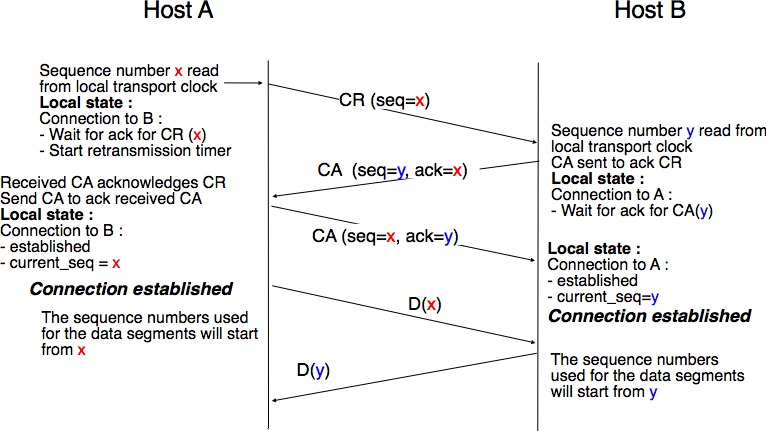 Host A
Host B
Sequence number x read
from local transport clock
Local state :
Connection to B :
- Wait for ack for CR (x)
- Start retransmission timer
CR (seq=x)
Sequence number y read from
local transport clock
CA sent to ack CR
Local state :
Connection to A :
- Wait for ack for CA(y)
CA (seq=y, ack=x)
Received CA acknowledges CR
Send CA to ack received CA
Local state :
Connection to B :
- established
- current_seq = x
CA (seq=x, ack=y)
Local state :
Connection to A :
- established
- current_seq=y
Connection established
Connection established
D(x)
The sequence numbers used
for the data segments will start
from x
D(y)
The sequence numbers
used for the data segments
will start from y